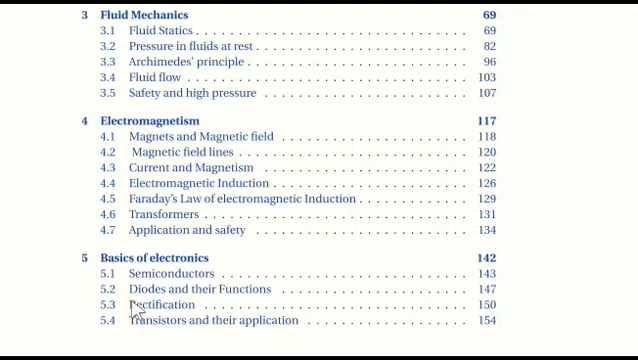 3 Fluid Mechanics 69
3.1 Fluid Statics . . . . . . . . . . . . . . . . . . . . . . . . . . . . . 69
3.2 Pressure in fluids at rest . . . . . . . . . . . . . . . . . . . . . . 82
3.3 Archimedes' principle . . . . . . . . . . . . . . . . . . . . . . . 96
3.4 Fluid flow . . . . . . . . . . . . . . . . . . . . . . . . . . . . . . 103
3.5 Safety and high pressure . . . . . . . . . . . . . . . . . . . . . 107
4 Electromagnetism 117
4.1 Magnets and Magnetic field . . . . . . . . . . . . . . . . . . . 118
4.2 Magnetic field lines . . . . . . . . . . . . . . . . . . . . . . . . 120
4.3 Current and Magnetism . . . . . . . . . . . . . . . . . . . . . . 122
4.4 Electromagnetic Induction . . . . . . . . . . . . . . . . . . . . 126
4.5 Faraday's Law of electromagnetic Induction . . . . . . . . . . . 129
4.6 Transformers . . . . . . . . . . . . . . . . . . . . . . . . . . . . 131
4.7 Application and safety . . . . . . . . . . . . . . . . . . . . . . 134
5 Basics of electronics 142
5.1 Semiconductors . . . . . . . . . . . . . . . . . . . . . . . . . . 143
5.2 Diodes and their Functions . . . . . . . . . . . . . . . . . . . . 147
5.3 Rectification . . . . . . . . . . . . . . . . . . . . . . . . . . . . 150
5.4 Transistors and their application . . . . . . . . . . . . . . . . . 154